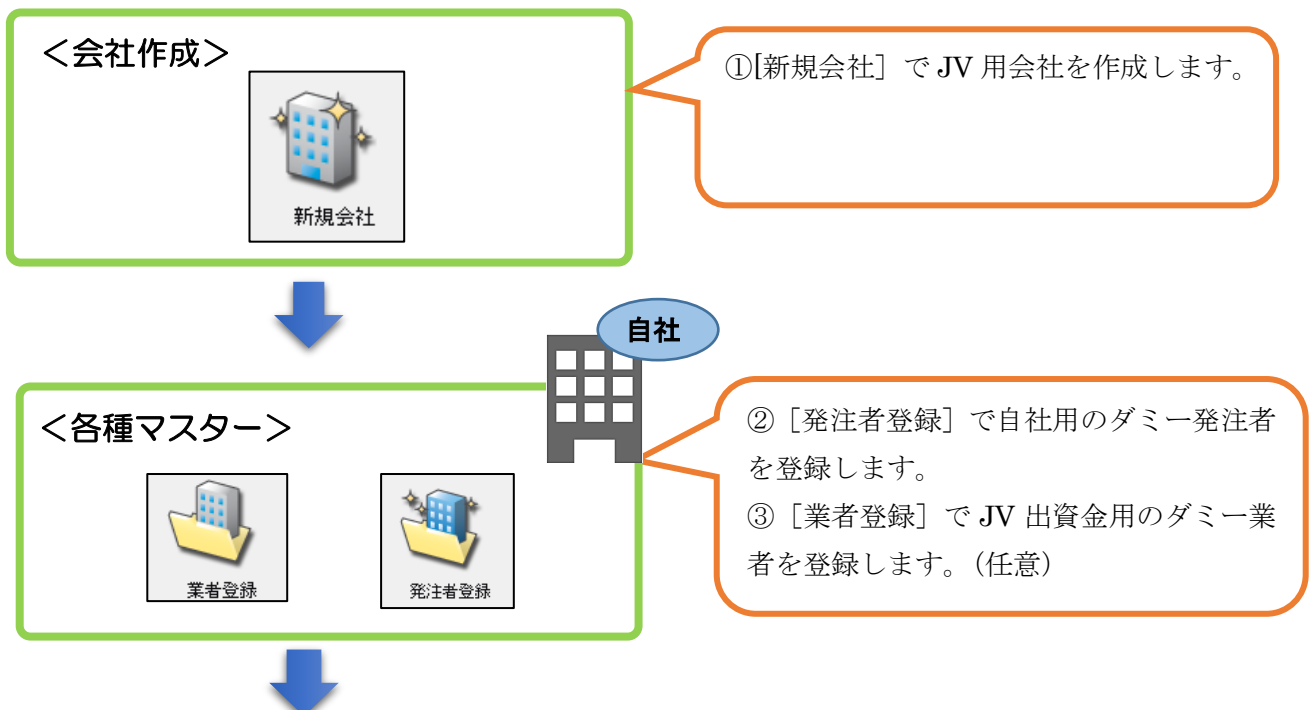 ＜会社作成＞
新規会社
①[新規会社］で JV 用会社を作成します。
自社
＜各種マスター＞
業者登録
発注者登録
②［発注者登録］で自社用のダミー発注者
を登録します。
③［業者登録］で JV 出資金用のダミー業
者を登録します。（任意）